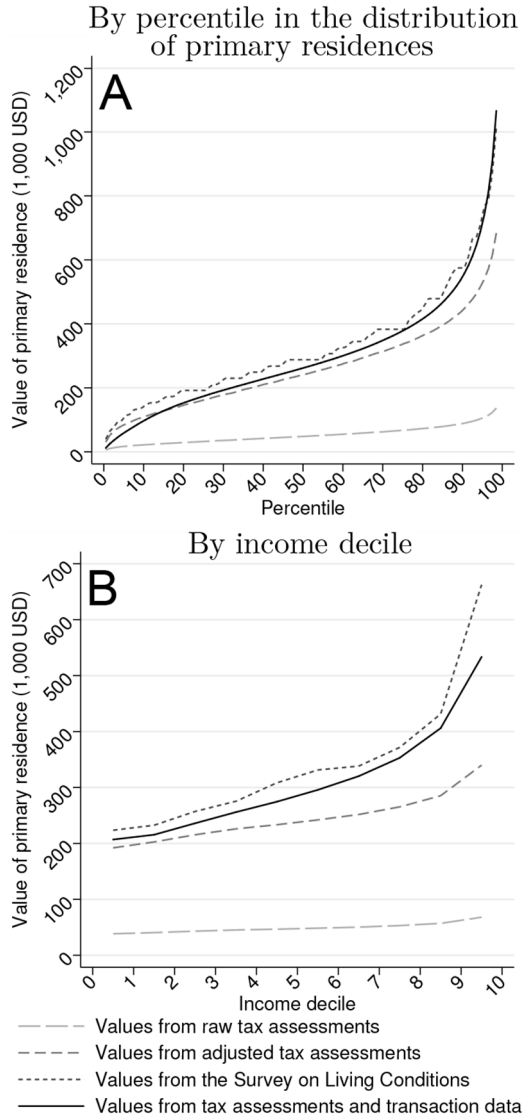 By percentile in the distribution
of primary residences
A
Value of primary residence (1,000 USD)
1,200
1,000
800
600
400
200
0
0 10 20 30 40 50 60 70 80 90 100
Percentile
By income decile
B
Value of primary residence (1,000 USD)
700
600
500
400
300
200
100
0
0 1 2 3 4 5 6 7 8 9 10
Income decile
Values from raw tax assessments
Values from adjusted tax assessments
Values from the Survey on Living Conditions
Values from tax assessments and transaction data